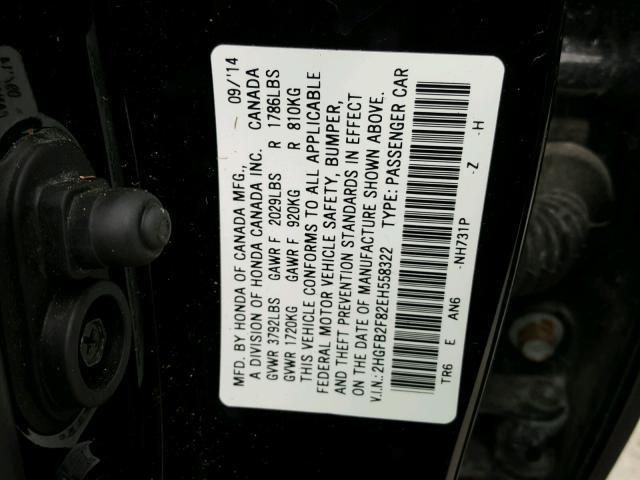 MFD. BY HONDA OF CANADA MFG., 09/'14
A DIVISION OF HONDA CANADA INC. CANADA
GVWR 3792LBS GAWR F 2029LBS R 1786LBS
GVWR 1720KG GAWR F 920KG R 810KG
THIS VEHICLE CONFORMS TO ALL APPLICABLE
FEDERAL MOTOR VEHICLE SAFETY, BUMPER,
AND THEFT PREVENTION STANDARDS IN EFFECT
ON THE DATE OF MANUFACTURE SHOWN ABOVE.
V.I.N.:2HGFB2F82EH558322 TYPE:PASSENGER CAR
TR6 E AN6 -NH731P -Z -H